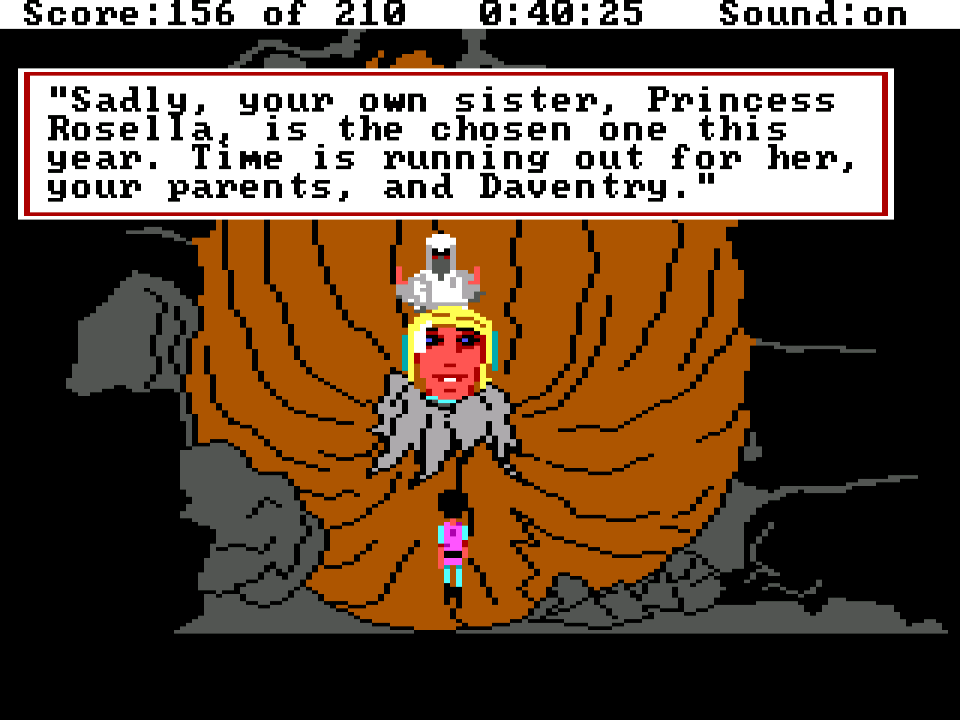 Score:156 of 210 0:40:25 Sound:on
"Sadly, your own sister, Princess
Rosella, is the chosen one this
year. Time is running out for her,
your parents, and Daventry."